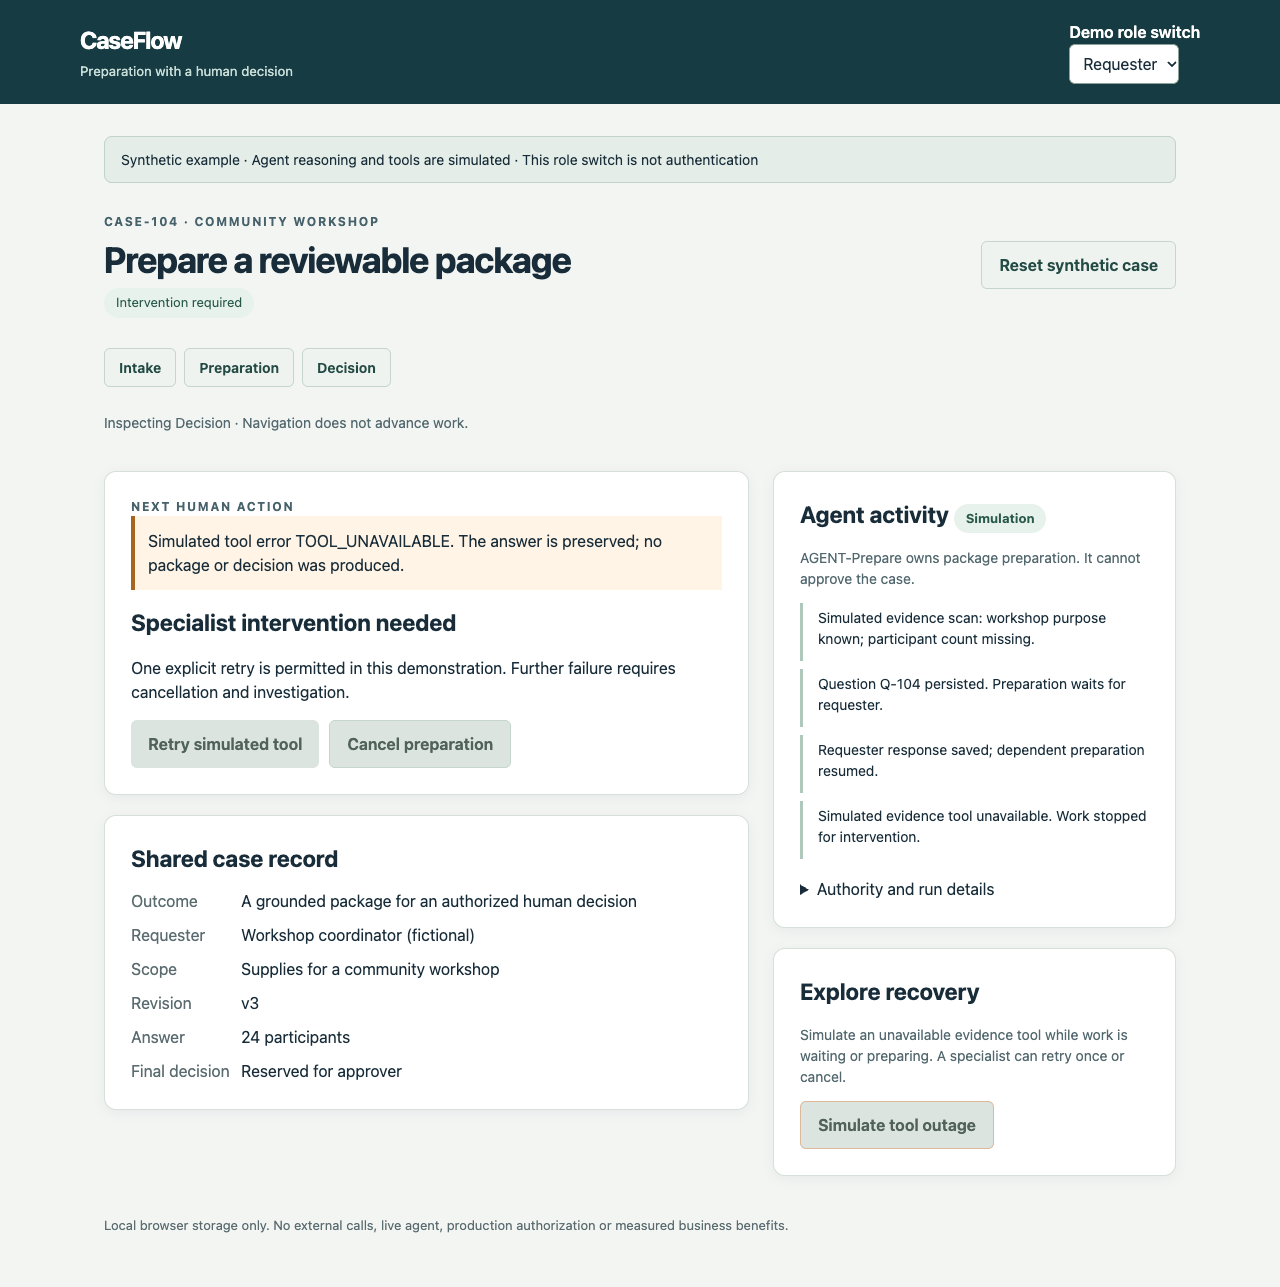 CaseFlow
Preparation with a human decision
Demo role switch
Requester
Synthetic example · Agent reasoning and tools are simulated · This role switch is not authentication
CASE-104 · COMMUNITY WORKSHOP
Prepare a reviewable package
Reset synthetic case
Intervention required
Intake
Preparation
Decision
Inspecting Decision · Navigation does not advance work.
NEXT HUMAN ACTION
Simulated tool error TOOL_UNAVAILABLE. The answer is preserved; no
package or decision was produced.
Specialist intervention needed
One explicit retry is permitted in this demonstration. Further failure requires
cancellation and investigation.
Retry simulated tool
Cancel preparation
Shared case record
Outcome A grounded package for an authorized human decision
Requester Workshop coordinator (fictional)
Scope Supplies for a community workshop
Revision v3
Answer 24 participants
Final decision Reserved for approver
Agent activity
Simulation
AGENT-Prepare owns package preparation. It cannot
approve the case.
Simulated evidence scan: workshop purpose
known; participant count missing.
Question Q-104 persisted. Preparation waits for
requester.
Requester response saved; dependent preparation
resumed.
Simulated evidence tool unavailable. Work stopped
for intervention.
Authority and run details
Explore recovery
Simulate an unavailable evidence tool while work is
waiting or preparing. A specialist can retry once or
cancel.
Simulate tool outage
Local browser storage only. No external calls, live agent, production authorization or measured business benefits.